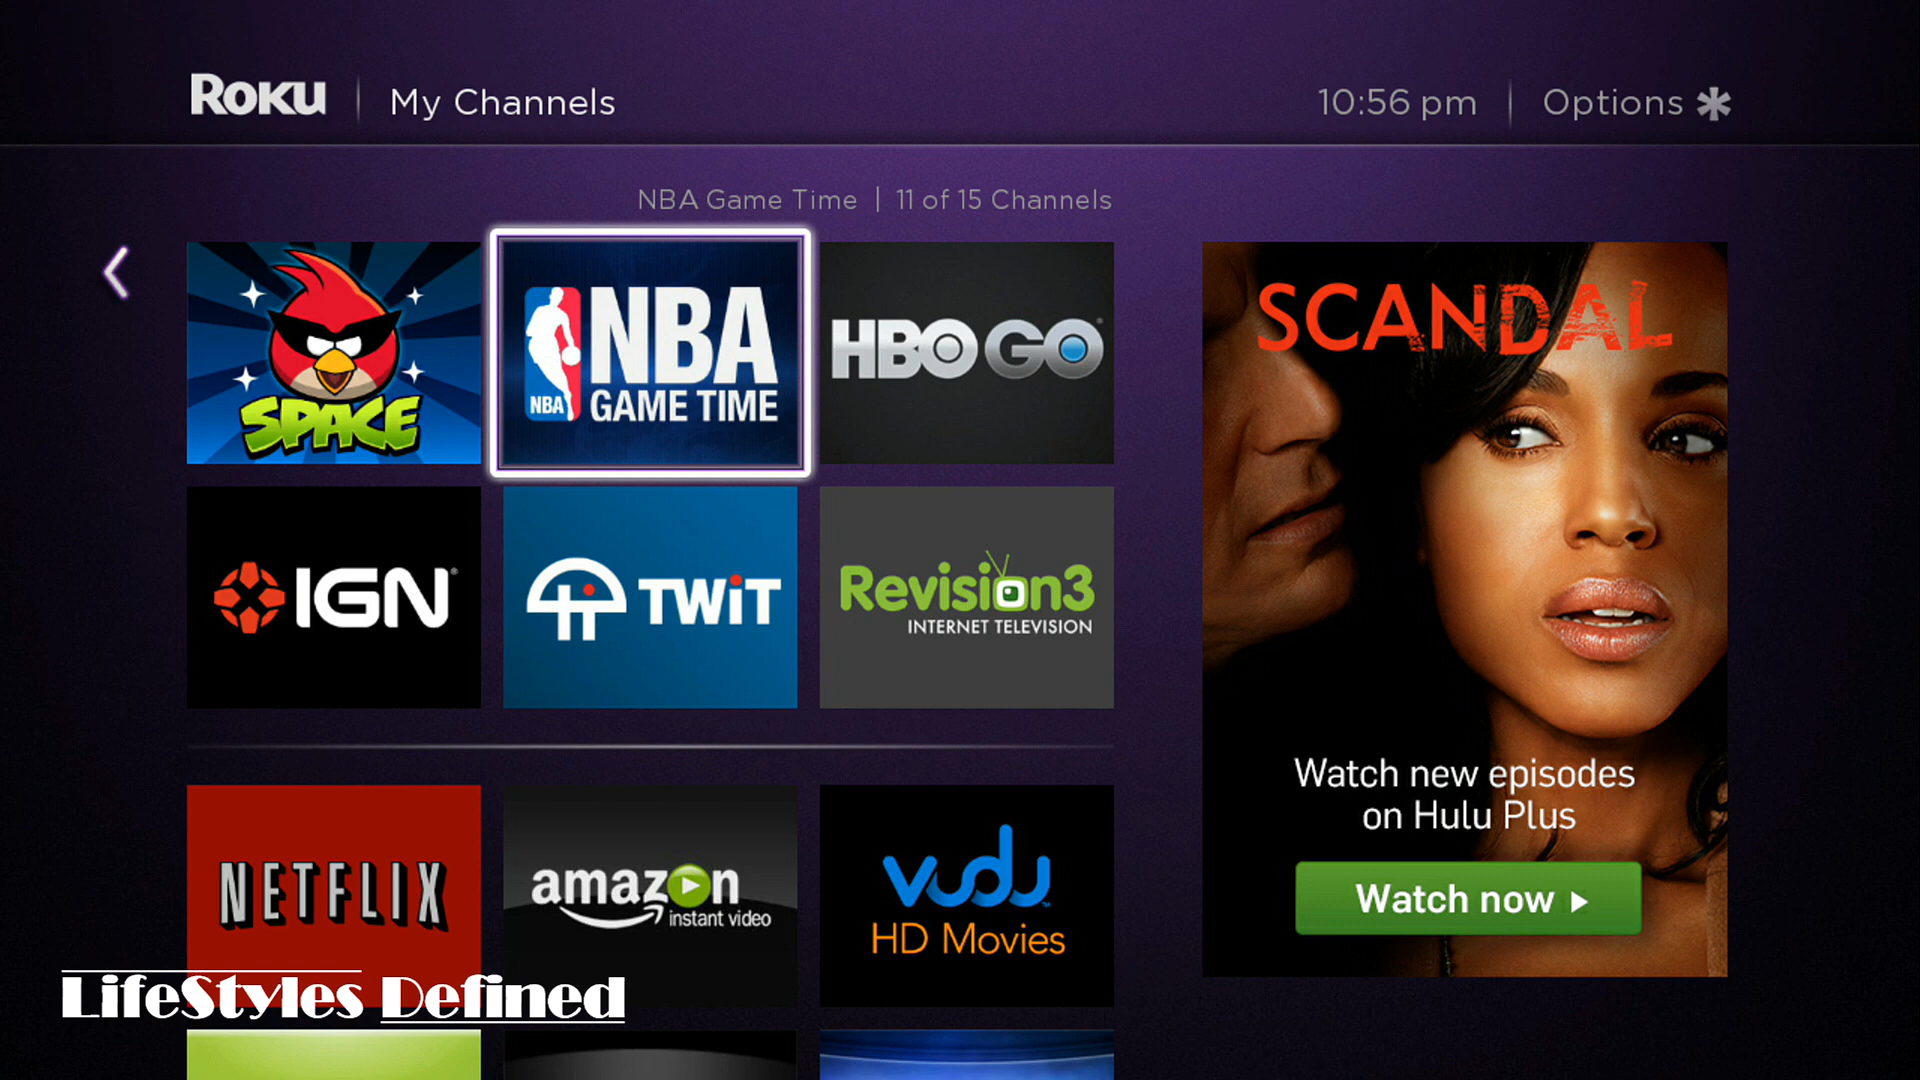 ROKU | My Channels
10:56 pm | Options *
NBA Game Time | 11 of 15 Channels
SPACE
NBA
NBA
GAME TIME
HBO GO®
IGN®
TWiT
Revision3
INTERNET TELEVISION
NETFLIX
amazon
instant video
vudu™
HD Movies
SCANDAL
Watch new episodes
on Hulu Plus
Watch now
LifeStyles Defined